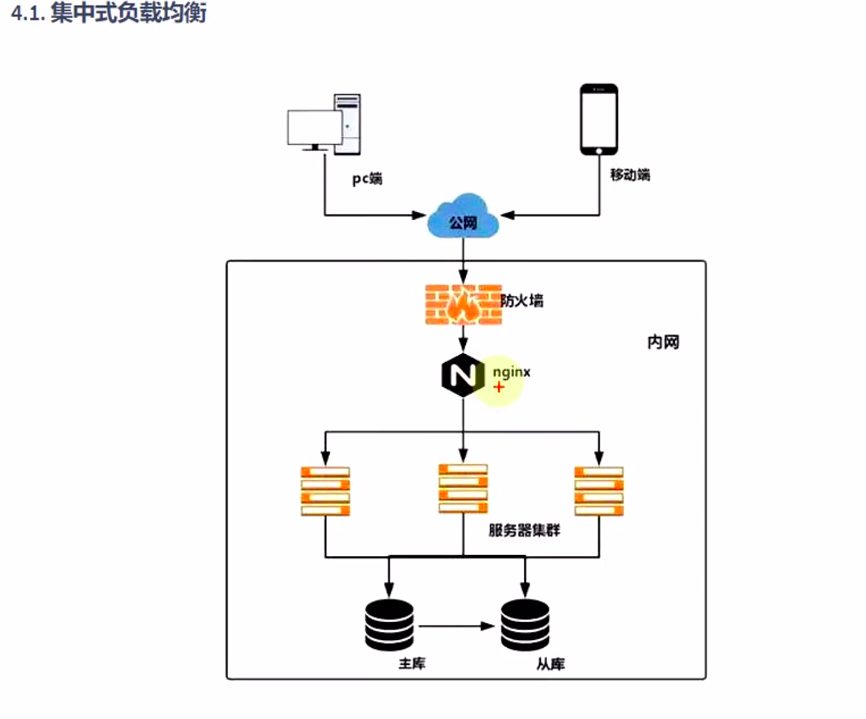 4.1. 集中式负载均衡
pc端
移动端
公网
防火墙
内网
N
nginx
服务器集群
主库
从库